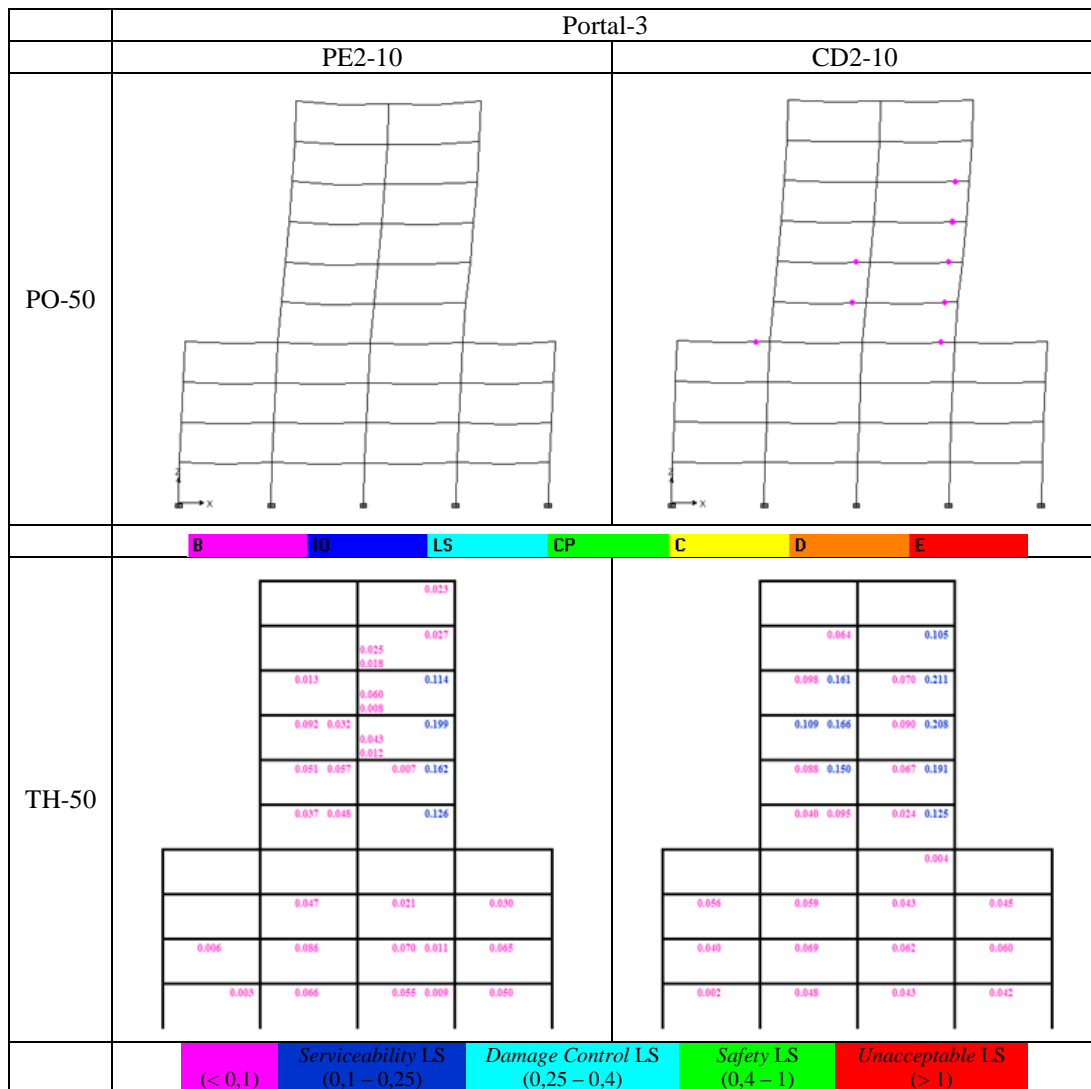 Portal-3
PE2-10 CD2-10
PO-50
Z
X
Z
X
B IO LS CP C D E
TH-50
0.023
0.027
0.025
0.018
0.013 0.114
0.060
0.008
0.092 0.032 0.199
0.043
0.012
0.051 0.057 0.007 0.162
0.037 0.048 0.126
0.047 0.021 0.030
0.006 0.086 0.070 0.011 0.065
0.003 0.066 0.055 0.009 0.050
0.064 0.105
0.098 0.161 0.070 0.211
0.109 0.166 0.090 0.208
0.088 0.150 0.067 0.191
0.040 0.095 0.024 0.125
0.004
0.056 0.059 0.043 0.045
0.040 0.069 0.062 0.060
0.002 0.048 0.043 0.042
Serviceability LS Damage Control LS Safety LS Unacceptable LS
(< 0,1) (0,1 – 0,25) (0,25 – 0,4) (0,4 – 1) (> 1)